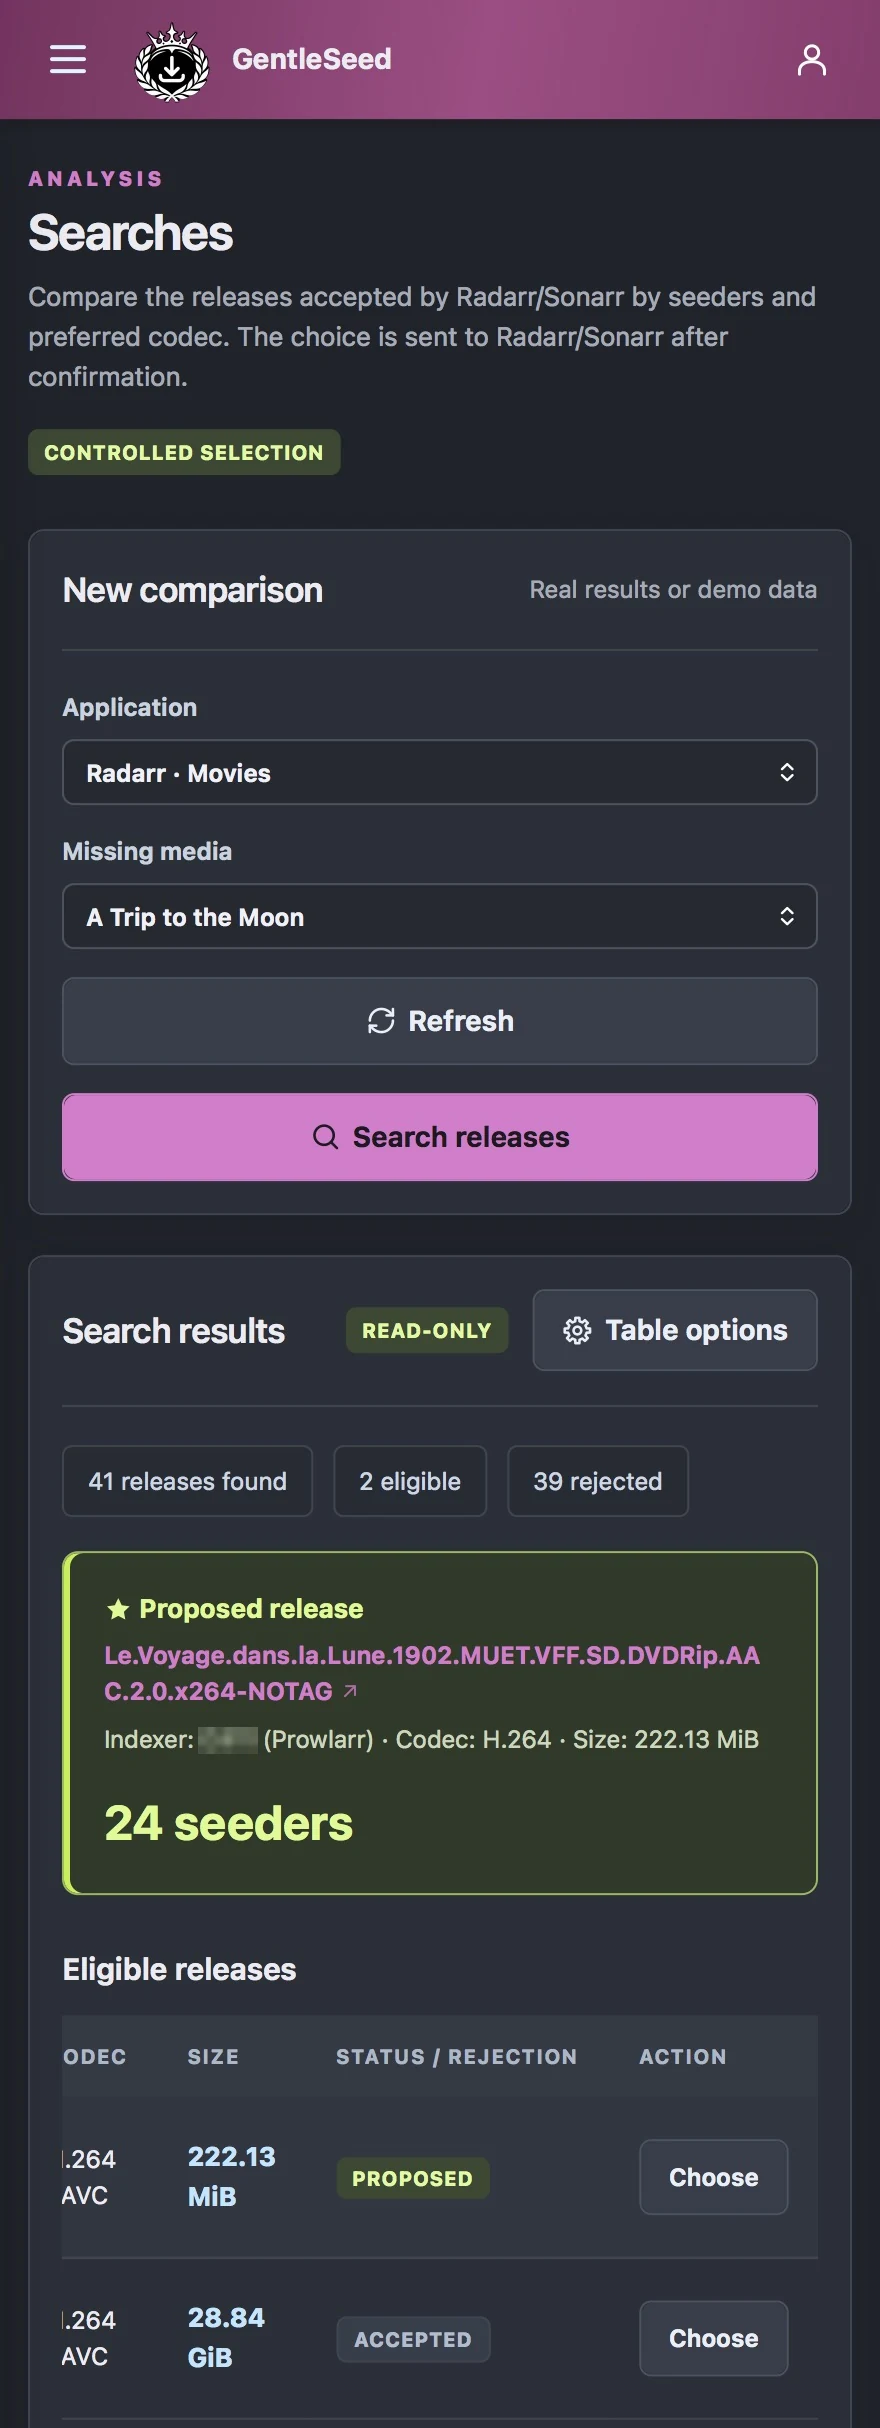 GentleSeed
ANALYSIS
Searches
Compare the releases accepted by Radarr/Sonarr by seeders and
preferred codec. The choice is sent to Radarr/Sonarr after
confirmation.
CONTROLLED SELECTION
New comparison
Real results or demo data
Application
Radarr · Movies
Missing media
A Trip to the Moon
Refresh
Search releases
Search results
READ-ONLY
Table options
41 releases found
2 eligible
39 rejected
Proposed release
Le.Voyage.dans.la.Lune.1902.MUET.VFF.SD.DVDRip.AA
C.2.0.x264-NOTAG
Indexer: (Prowlarr) · Codec: H.264 · Size: 222.13 MiB
24 seeders
Eligible releases
ODEC SIZE STATUS / REJECTION ACTION
.264
AVC
222.13
MiB
PROPOSED
Choose
.264
AVC
28.84
GiB
ACCEPTED
Choose